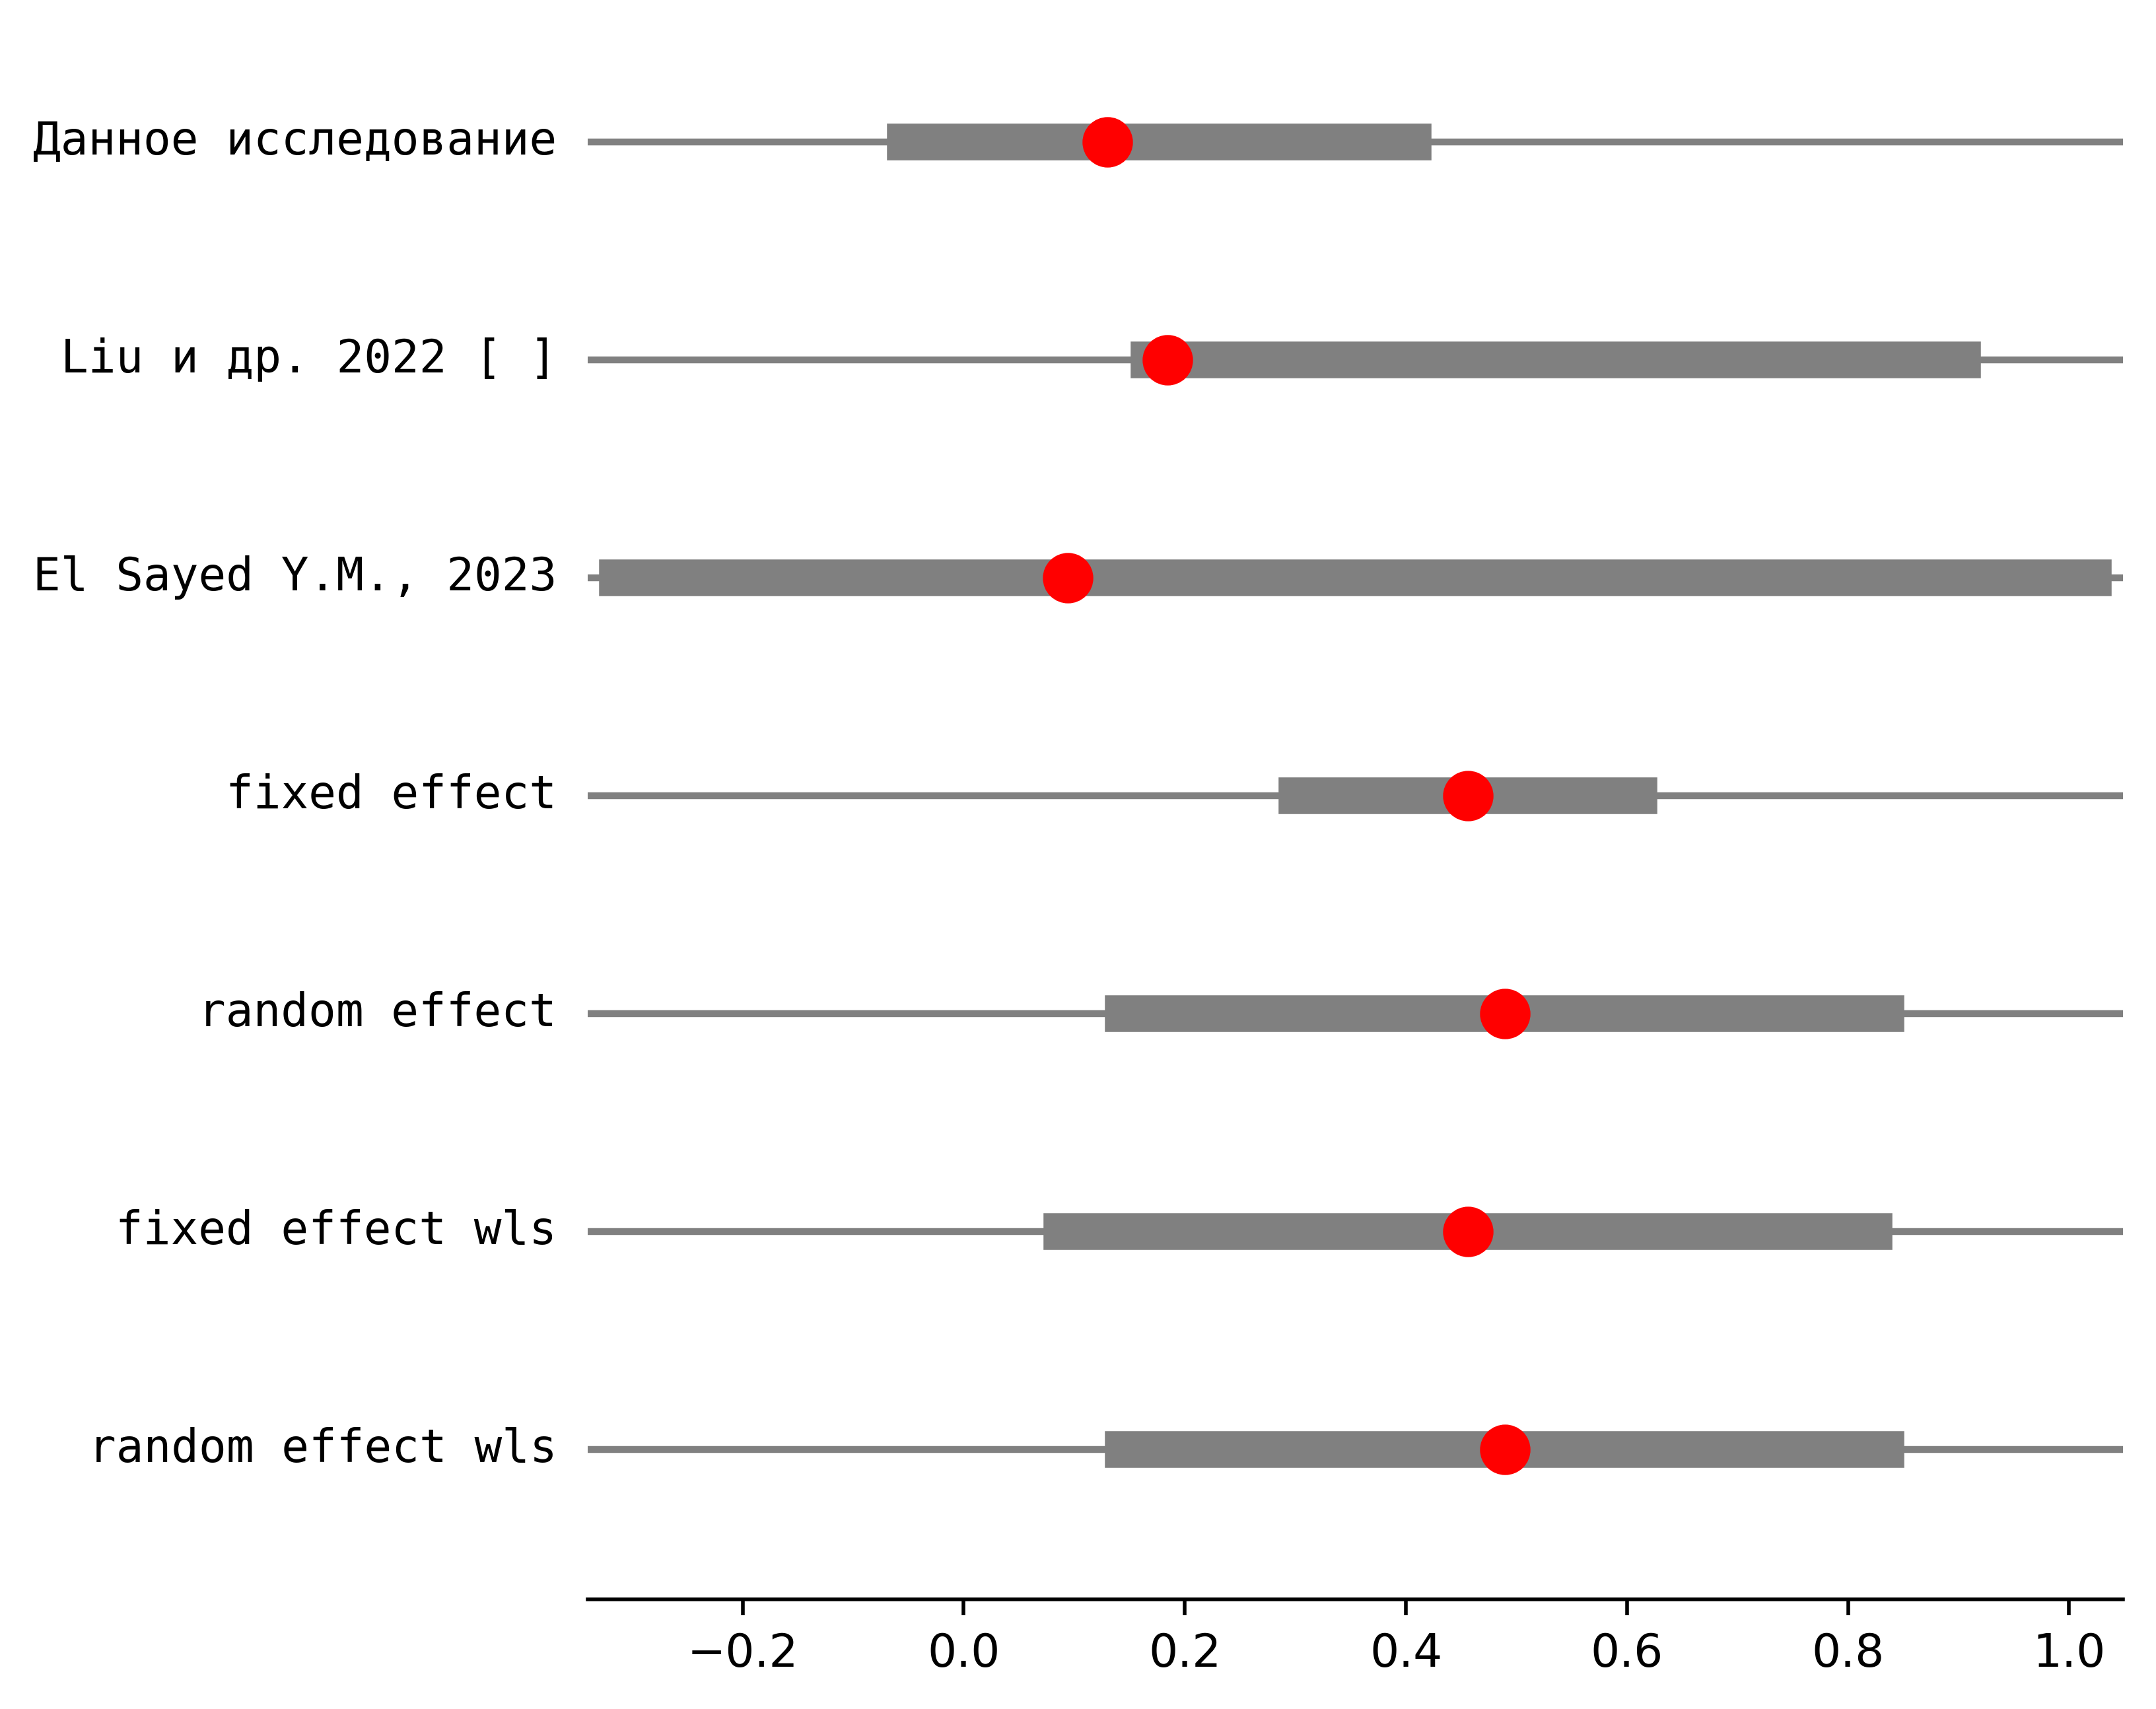 Данное исследование
Liu и др. 2022 [ ]
El Sayed Y.M., 2023
fixed effect
random effect
fixed effect wls
random effect wls
−0.2 0.0 0.2 0.4 0.6 0.8 1.0